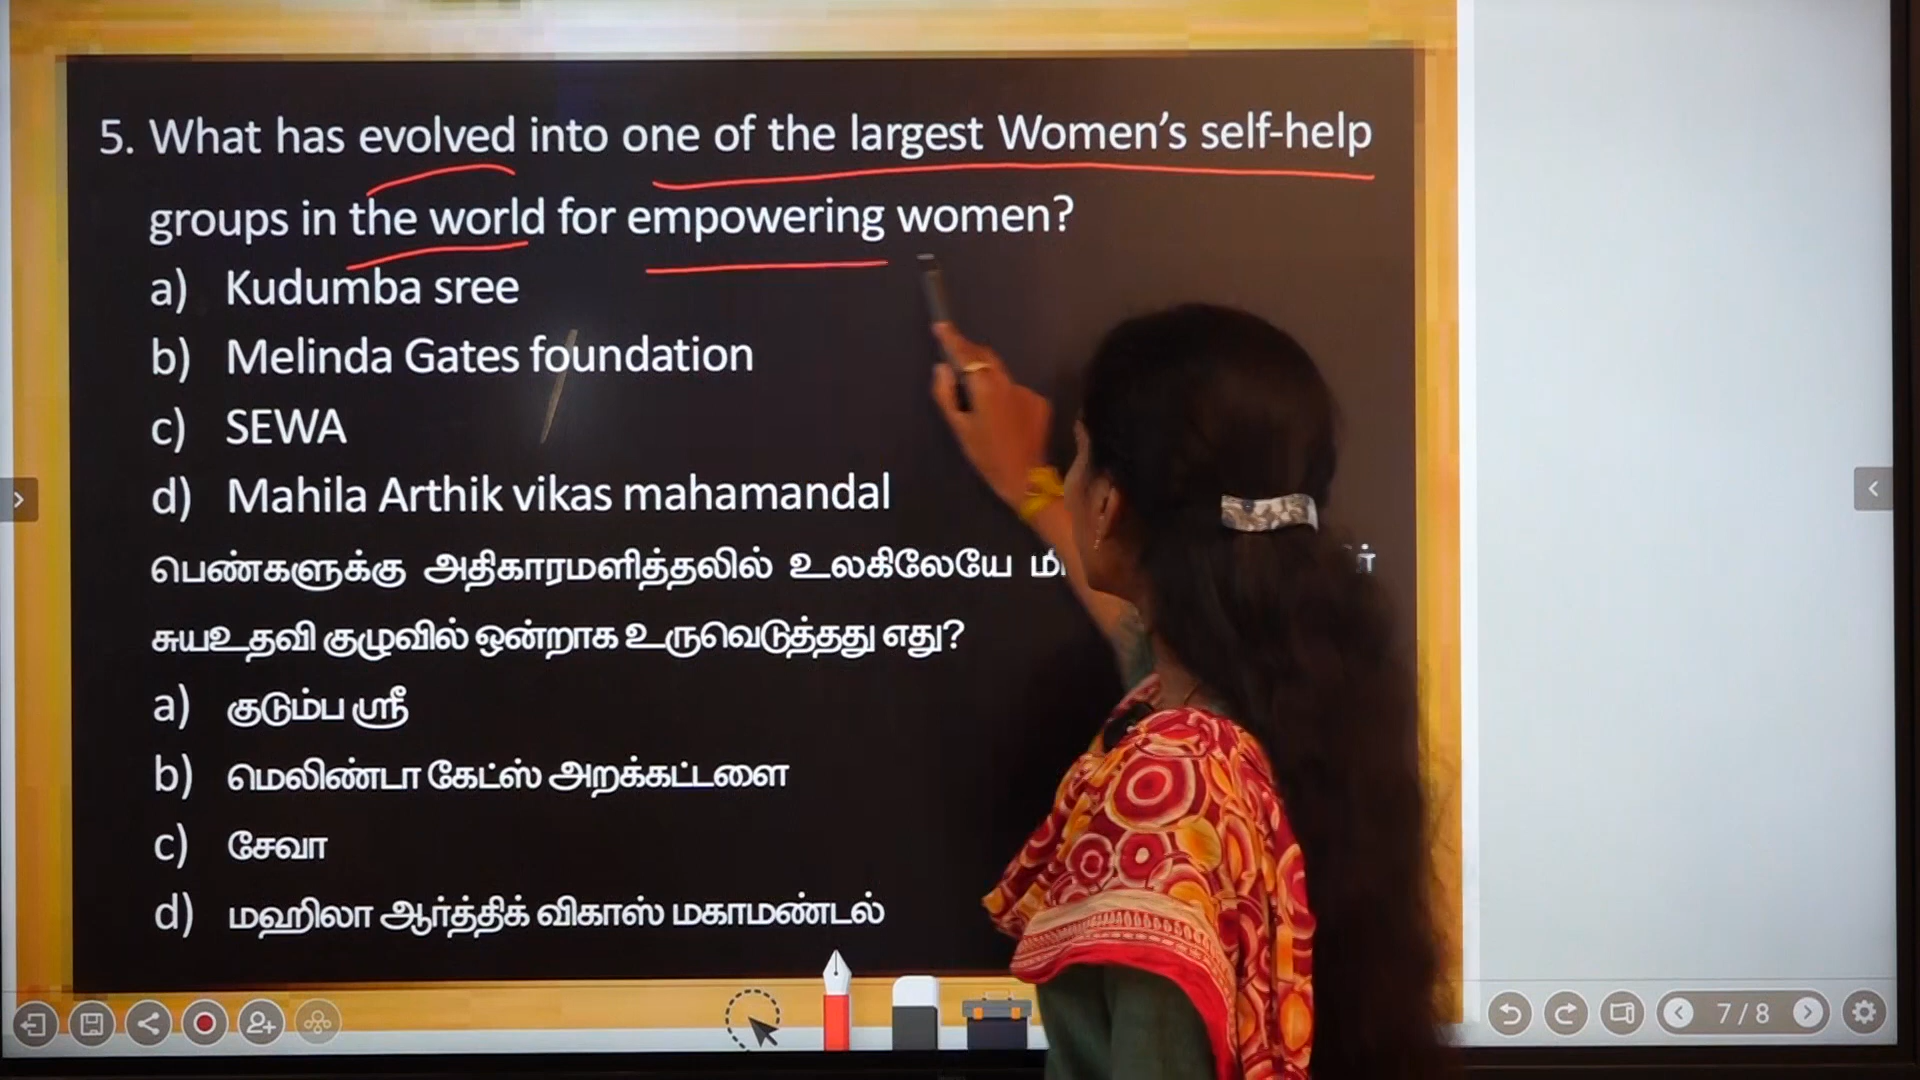 5. What has evolved into one of the largest Women's self-help
groups in the world for empowering women?
a) Kudumba sree
b) Melinda Gates foundation
c) SEWA
d) Mahila Arthik vikas mahamandal
பெண்களுக்கு அதிகாரமளித்தலில் உலகிலேயே
சுயஉதவி குழுவில் ஒன்றாக உருவெடுத்தது எது?
a) குடும்ப ஸ்ரீ
b) மெலிண்டா கேட்ஸ் அறக்கட்டளை
c) சேவா
d) மஹிலா ஆர்த்திக் விகாஸ் மகாமண்டல்
7/8